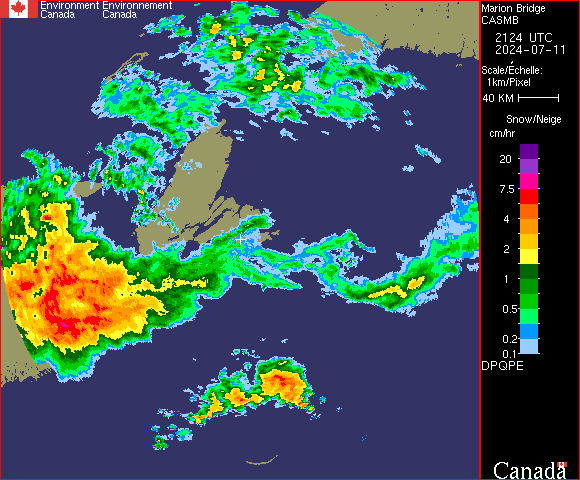 Environment Environnement
Canada Canada
Marion Bridge
CASMB
2124 UTC
2024-07-11
Scale/Echelle:
1km/Pixel
40 KM
Snow/Neige
cm/hr
20
7.5
4
2
1
0.5
0.2
0.1
DPQPE
Canada